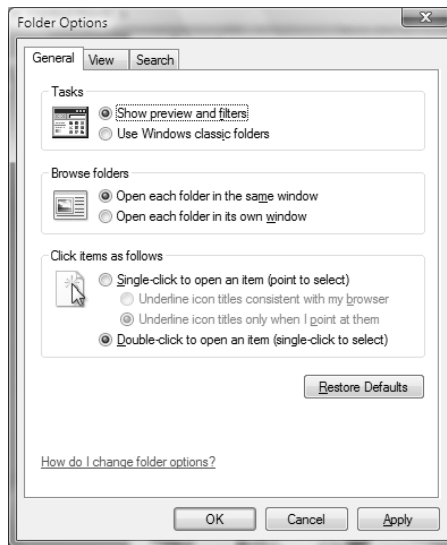 Folder Options
General View Search
Tasks
Show preview and filters
Use Windows classic folders
Browse folders
Open each folder in the same window
Open each folder in its own window
Click items as follows
Single-click to open an item (point to select)
Underline icon titles consistent with my browser
Underline icon titles only when I point at them
Double-click to open an item (single-click to select)
Restore Defaults
How do I change folder options?
OK Cancel Apply